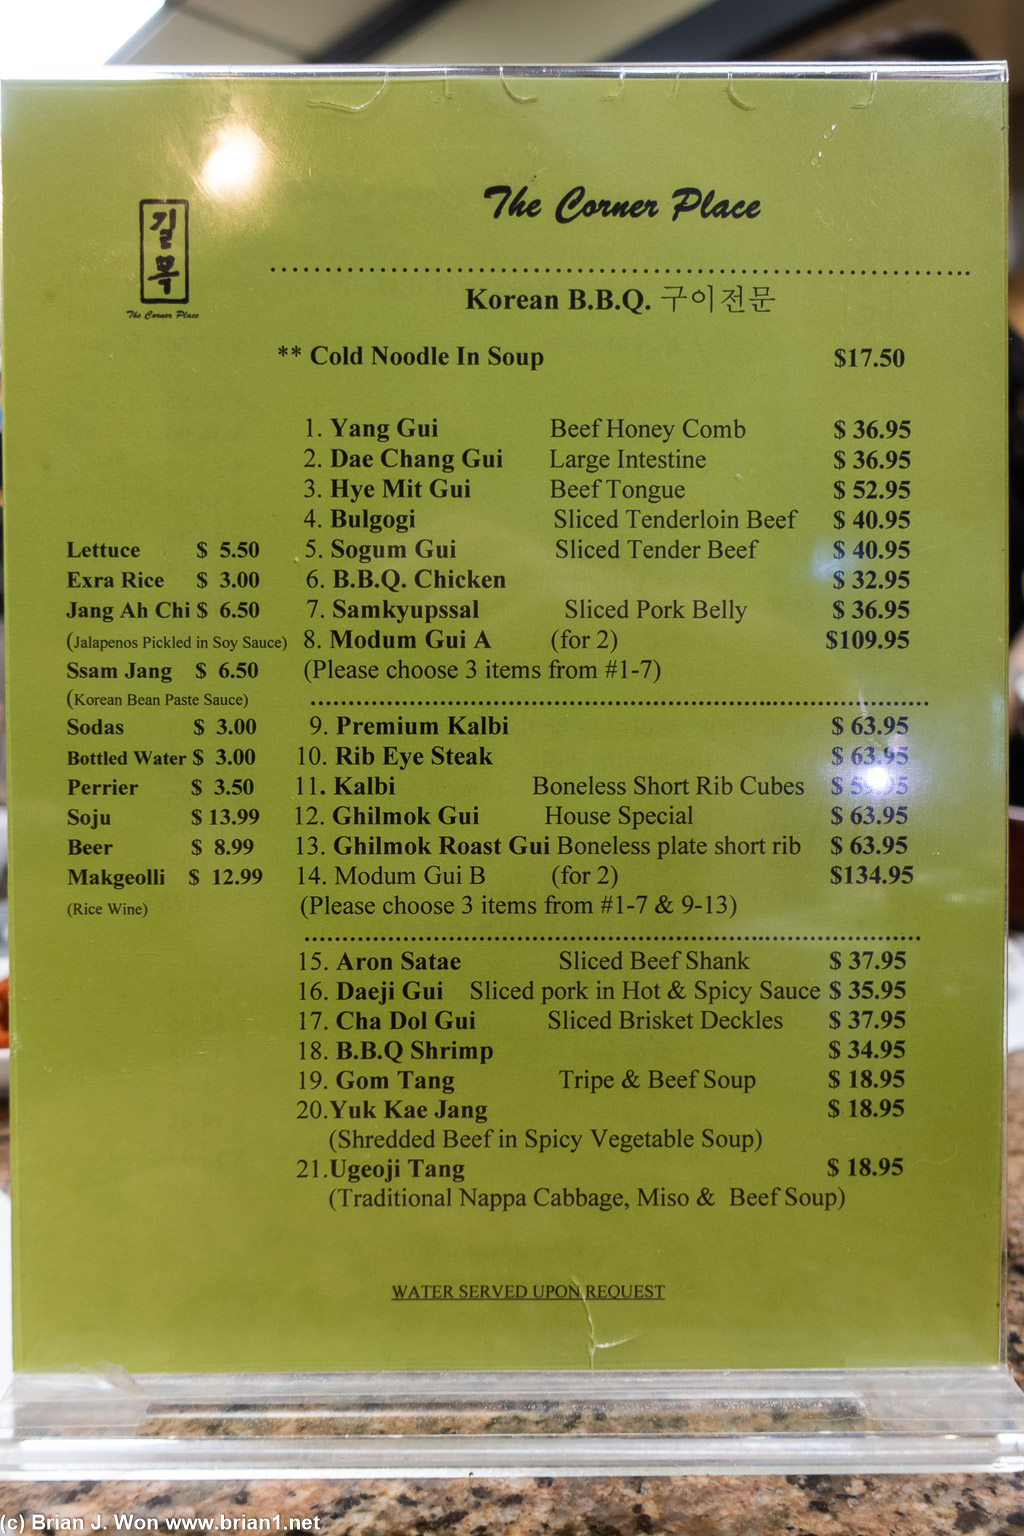 The Corner Place
길목
The Corner Place
Korean B.B.Q. 구이전문
** Cold Noodle In Soup $17.50
1. Yang Gui Beef Honey Comb $ 36.95
2. Dae Chang Gui Large Intestine $ 36.95
3. Hye Mit Gui Beef Tongue $ 52.95
4. Bulgogi Sliced Tenderloin Beef $ 40.95
5. Sogum Gui Sliced Tender Beef $ 40.95
6. B.B.Q. Chicken $ 32.95
7. Samkyupssal Sliced Pork Belly $ 36.95
8. Modum Gui A (for 2) $109.95
(Please choose 3 items from #1-7)
9. Premium Kalbi $ 63.95
10. Rib Eye Steak $ 63.95
11. Kalbi Boneless Short Rib Cubes $
12. Ghilmok Gui House Special $ 63.95
13. Ghilmok Roast Gui Boneless plate short rib $ 63.95
14. Modum Gui B (for 2) $134.95
(Please choose 3 items from #1-7 & 9-13)
15. Aron Satae Sliced Beef Shank $ 37.95
16. Daeji Gui Sliced pork in Hot & Spicy Sauce $ 35.95
17. Cha Dol Gui Sliced Brisket Deckles $ 37.95
18. B.B.Q Shrimp $ 34.95
19. Gom Tang Tripe & Beef Soup $ 18.95
20.Yuk Kae Jang $ 18.95
(Shredded Beef in Spicy Vegetable Soup)
21.Ugeoji Tang $ 18.95
(Traditional Nappa Cabbage, Miso & Beef Soup)
Lettuce $ 5.50
Exra Rice $ 3.00
Jang Ah Chi $ 6.50
(Jalapenos Pickled in Soy Sauce)
Ssam Jang $ 6.50
(Korean Bean Paste Sauce)
Sodas $ 3.00
Bottled Water $ 3.00
Perrier $ 3.50
Soju $ 13.99
Beer $ 8.99
Makgeolli $ 12.99
(Rice Wine)
WATER SERVED UPON REQUEST
(c) Brian J. Won www.brian1.net